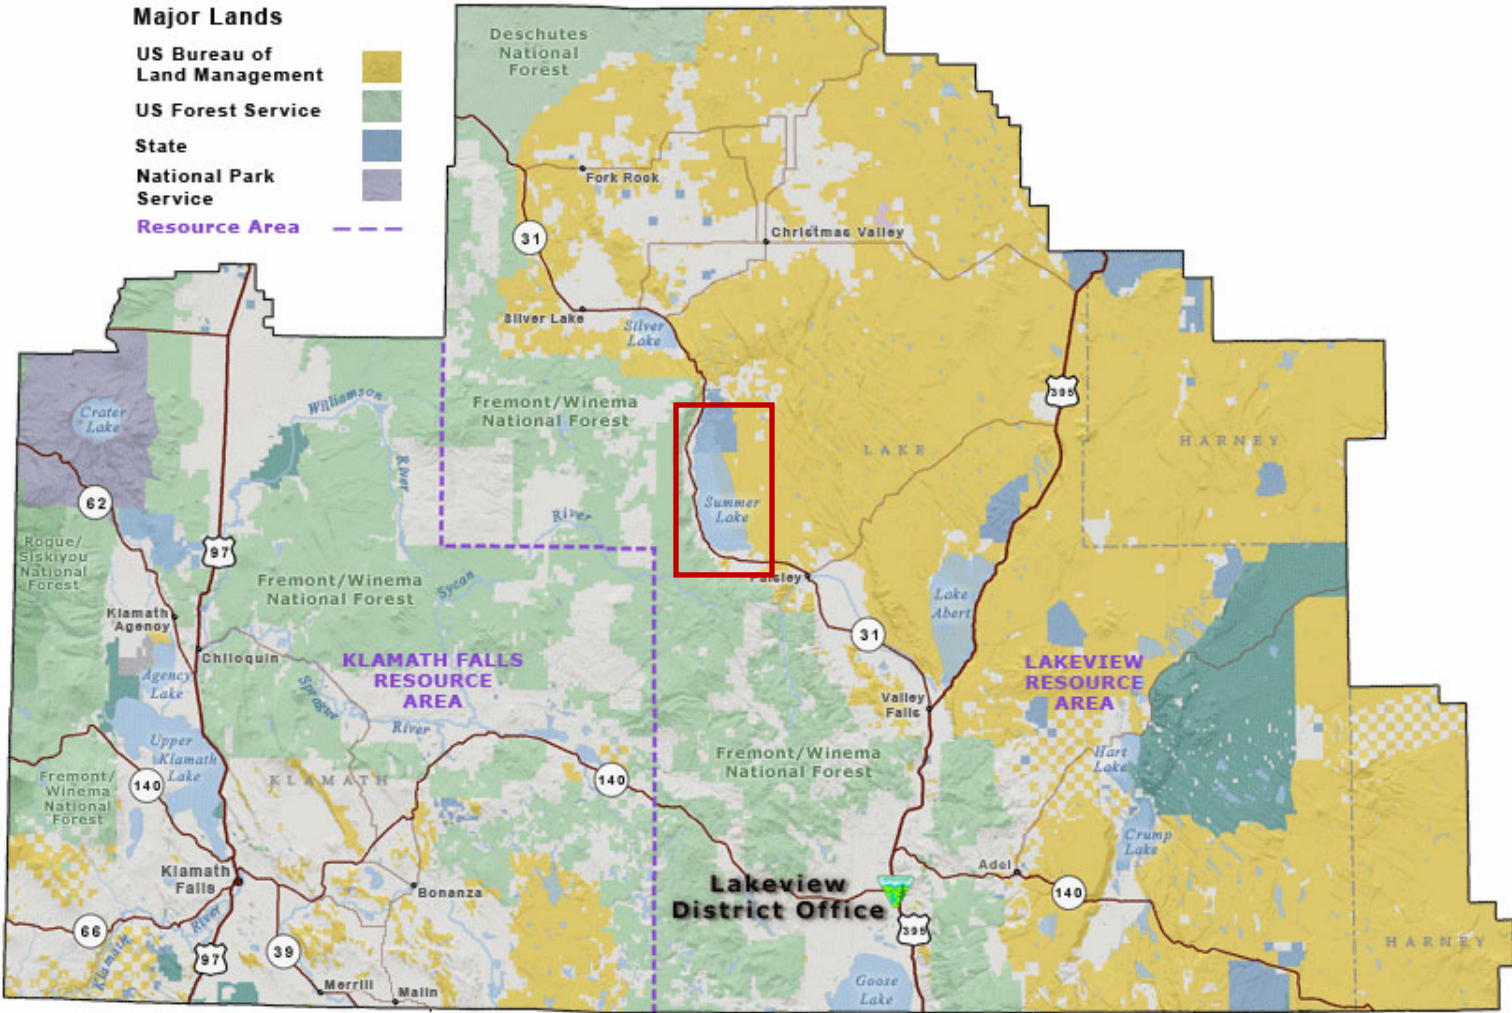 Major Lands
US Bureau of
Land Management
US Forest Service
State
National Park
Service
Resource Area
Deschutes
National
Forest
Fork Rock
31
Christmas Valley
Silver Lake
Silver
Lake
395
Williamson
River
Fremont/Winema
National Forest
Crater
Lake
LAKE
HARNEY
62
Summer
Lake
River
Rogue/
Siskiyou
National
Forest
97
Fremont/Winema
National Forest
Sycan
Paisley
Lake
Abert
Klamath
Agency
31
Chiloquin
KLAMATH FALLS
RESOURCE
AREA
LAKEVIEW
RESOURCE
AREA
Agency
Lake
Sprague
River
Valley
Falls
Upper
Klamath
Lake
Fremont/Winema
National Forest
Hart
Lake
Fremont/
Winema
National
Forest
140
KLAMATH
140
Crump
Lake
Klamath
Falls
Bonanza
Adel
140
Lakeview
District Office
66
Klamath
River
97
39
395
HARNEY
Merrill
Malin
Goose
Lake